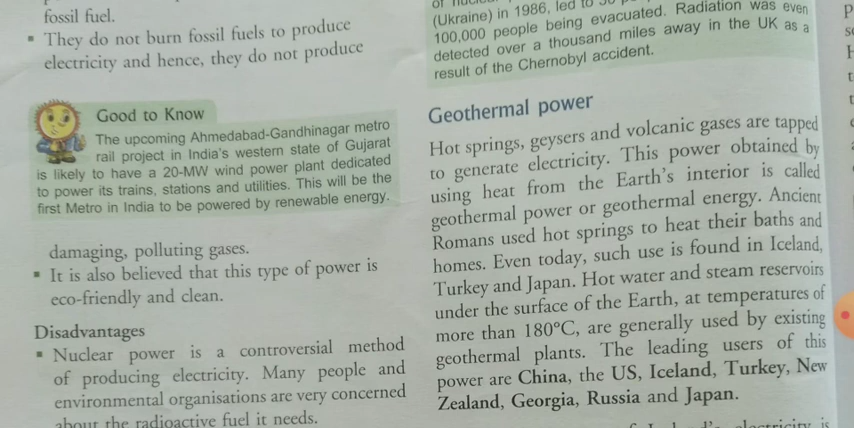 fossil fuel.
▪ They do not burn fossil fuels to produce
electricity and hence, they do not produce
Good to Know
The upcoming Ahmedabad-Gandhinagar metro
rail project in India's western state of Gujarat
is likely to have a 20-MW wind power plant dedicated
to power its trains, stations and utilities. This will be the
first Metro in India to be powered by renewable energy.
damaging, polluting gases.
▪ It is also believed that this type of power is
eco-friendly and clean.
Disadvantages
▪ Nuclear power is a controversial method
of producing electricity. Many people and
environmental organisations are very concerned
about the radioactive fuel it needs.
(Ukraine) in 1986, led to
100,000 people being evacuated. Radiation was even
detected over a thousand miles away in the UK as a
result of the Chernobyl accident.
Geothermal power
Hot springs, geysers and volcanic gases are tapped
to generate electricity. This power obtained by
using heat from the Earth's interior is called
geothermal power or geothermal energy. Ancient
Romans used hot springs to heat their baths and
homes. Even today, such use is found in Iceland,
Turkey and Japan. Hot water and steam reservoirs
under the surface of the Earth, at temperatures of
more than 180°C, are generally used by existing
geothermal plants. The leading users of this
power are China, the US, Iceland, Turkey, New
Zealand, Georgia, Russia and Japan.